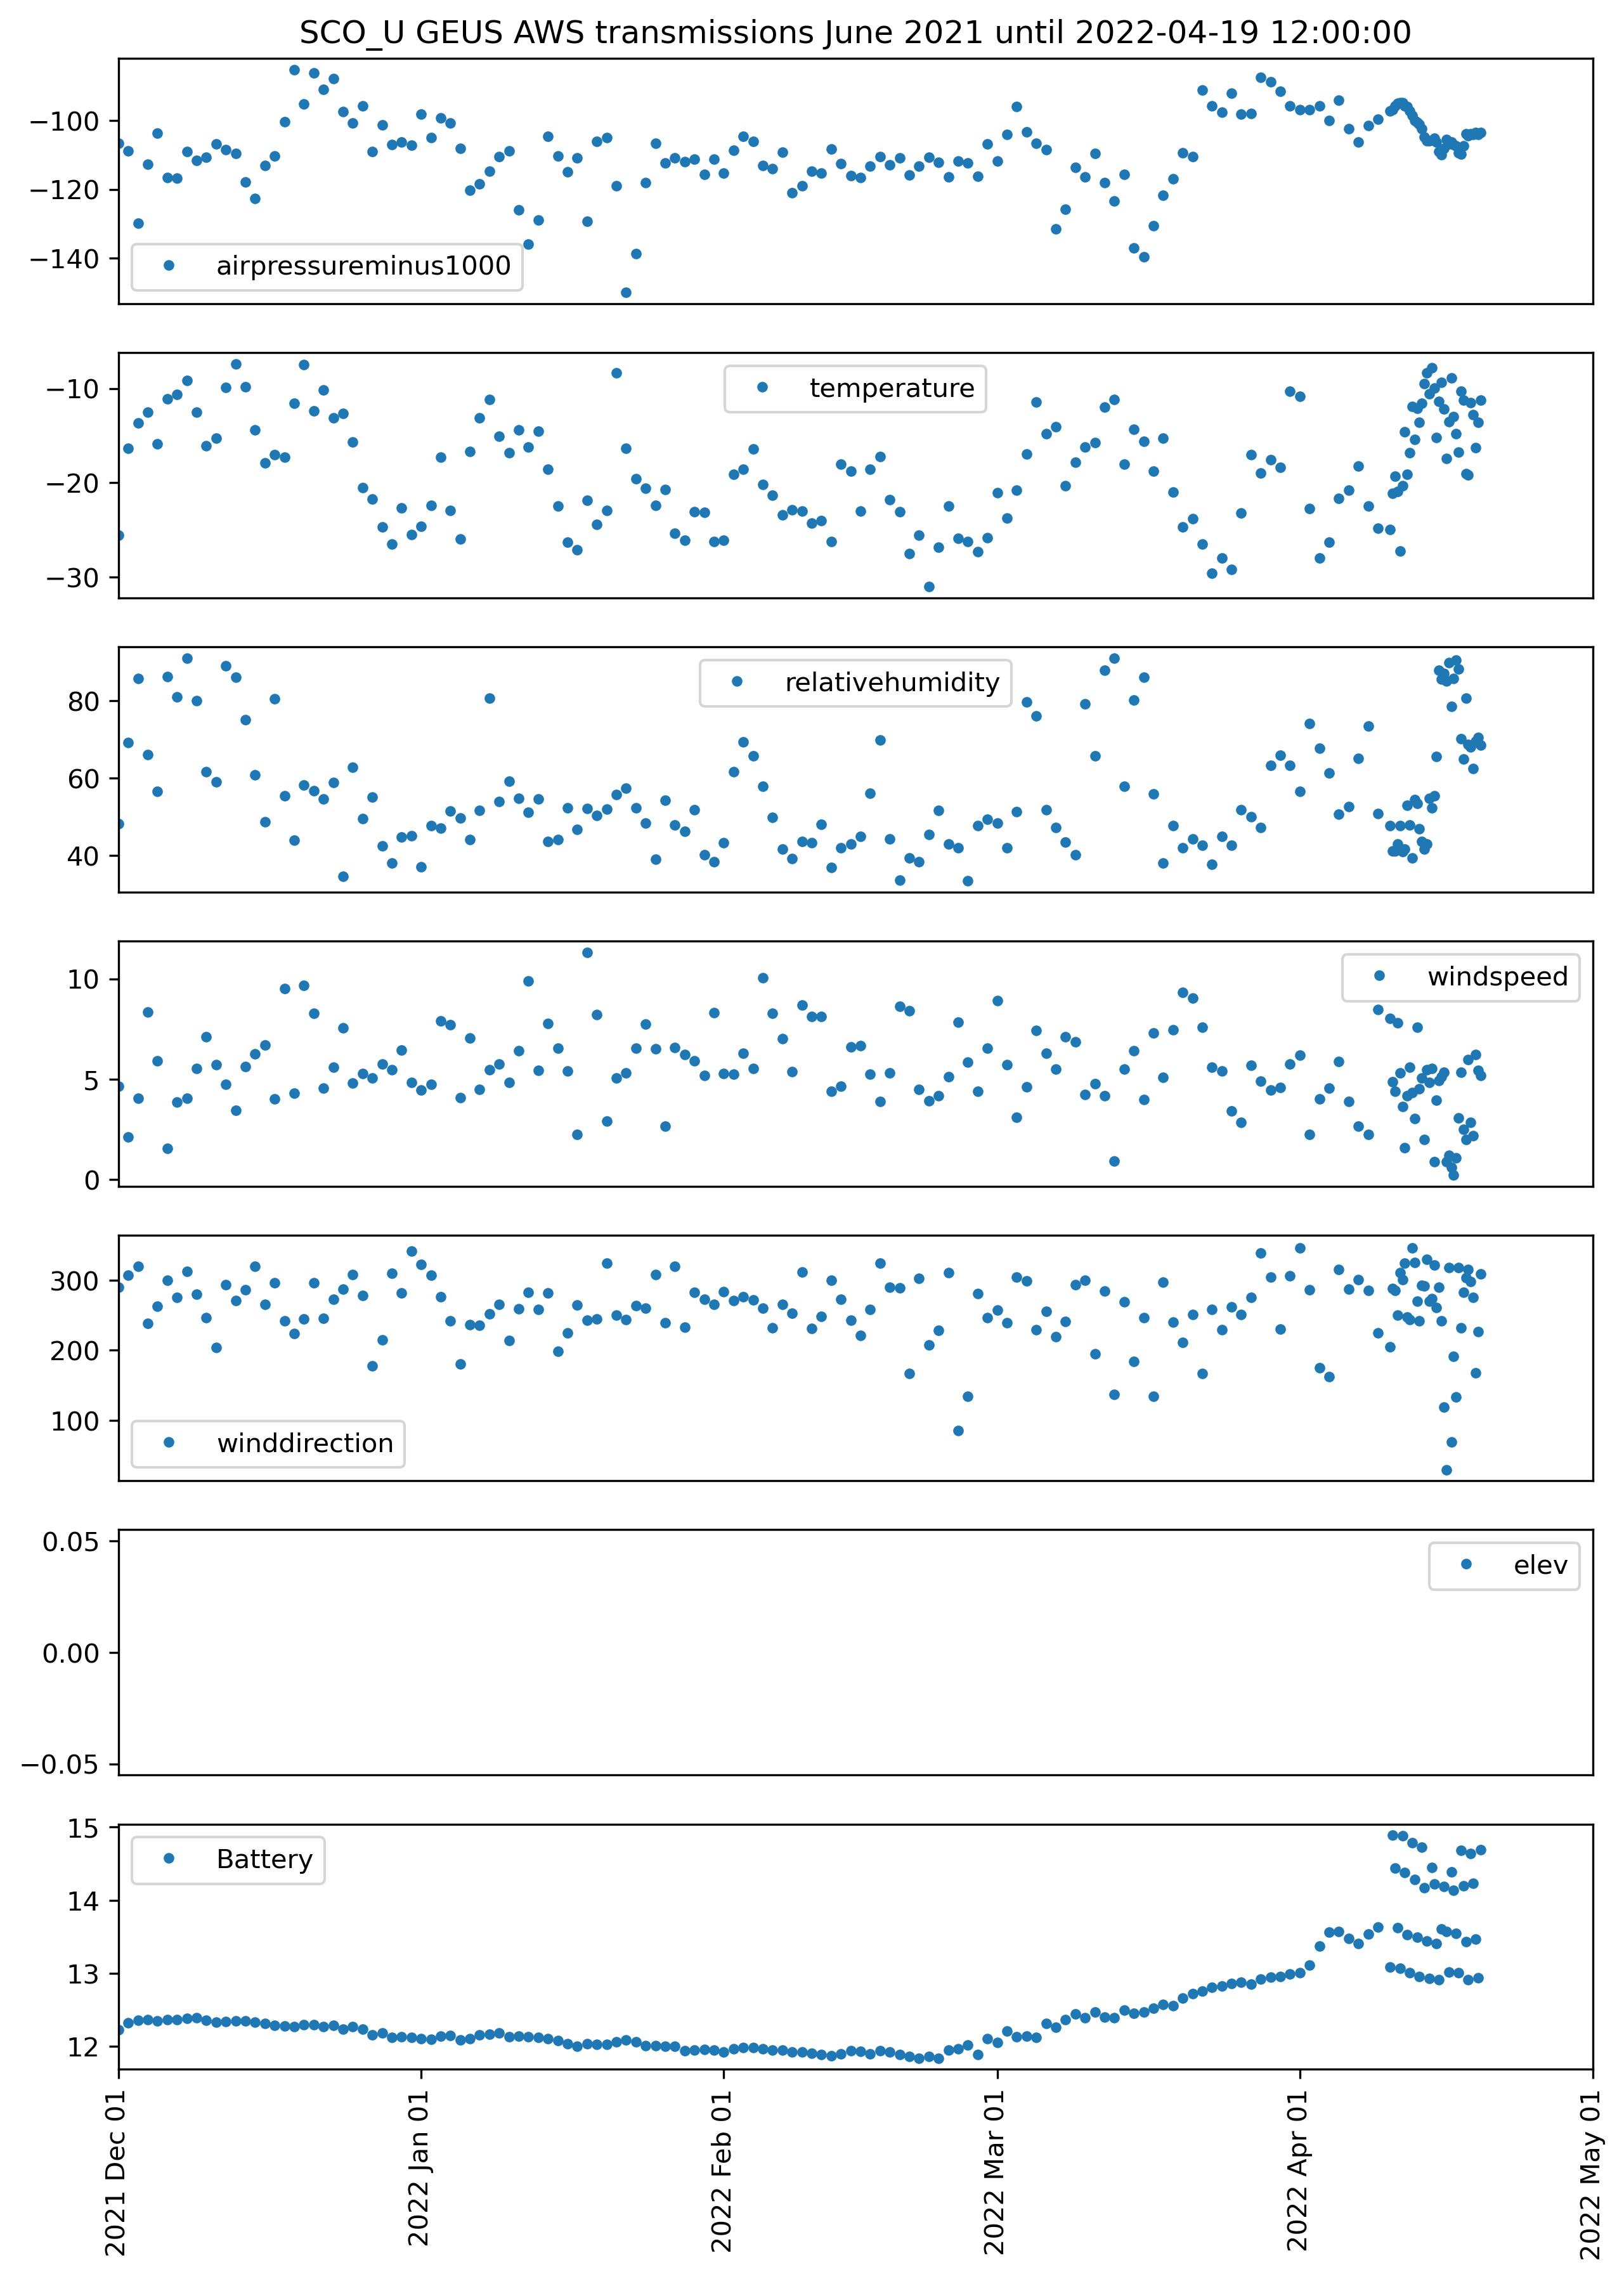 SCO_U GEUS AWS transmissions June 2021 until 2022-04-19 12:00:00
−100
−120
−140
airpressureminus1000
−10
−20
−30
temperature
80
60
40
relativehumidity
10
5
0
windspeed
300
200
100
winddirection
0.05
0.00
−0.05
elev
15
14
13
12
Battery
2021 Dec 01
2022 Jan 01
2022 Feb 01
2022 Mar 01
2022 Apr 01
2022 May 01